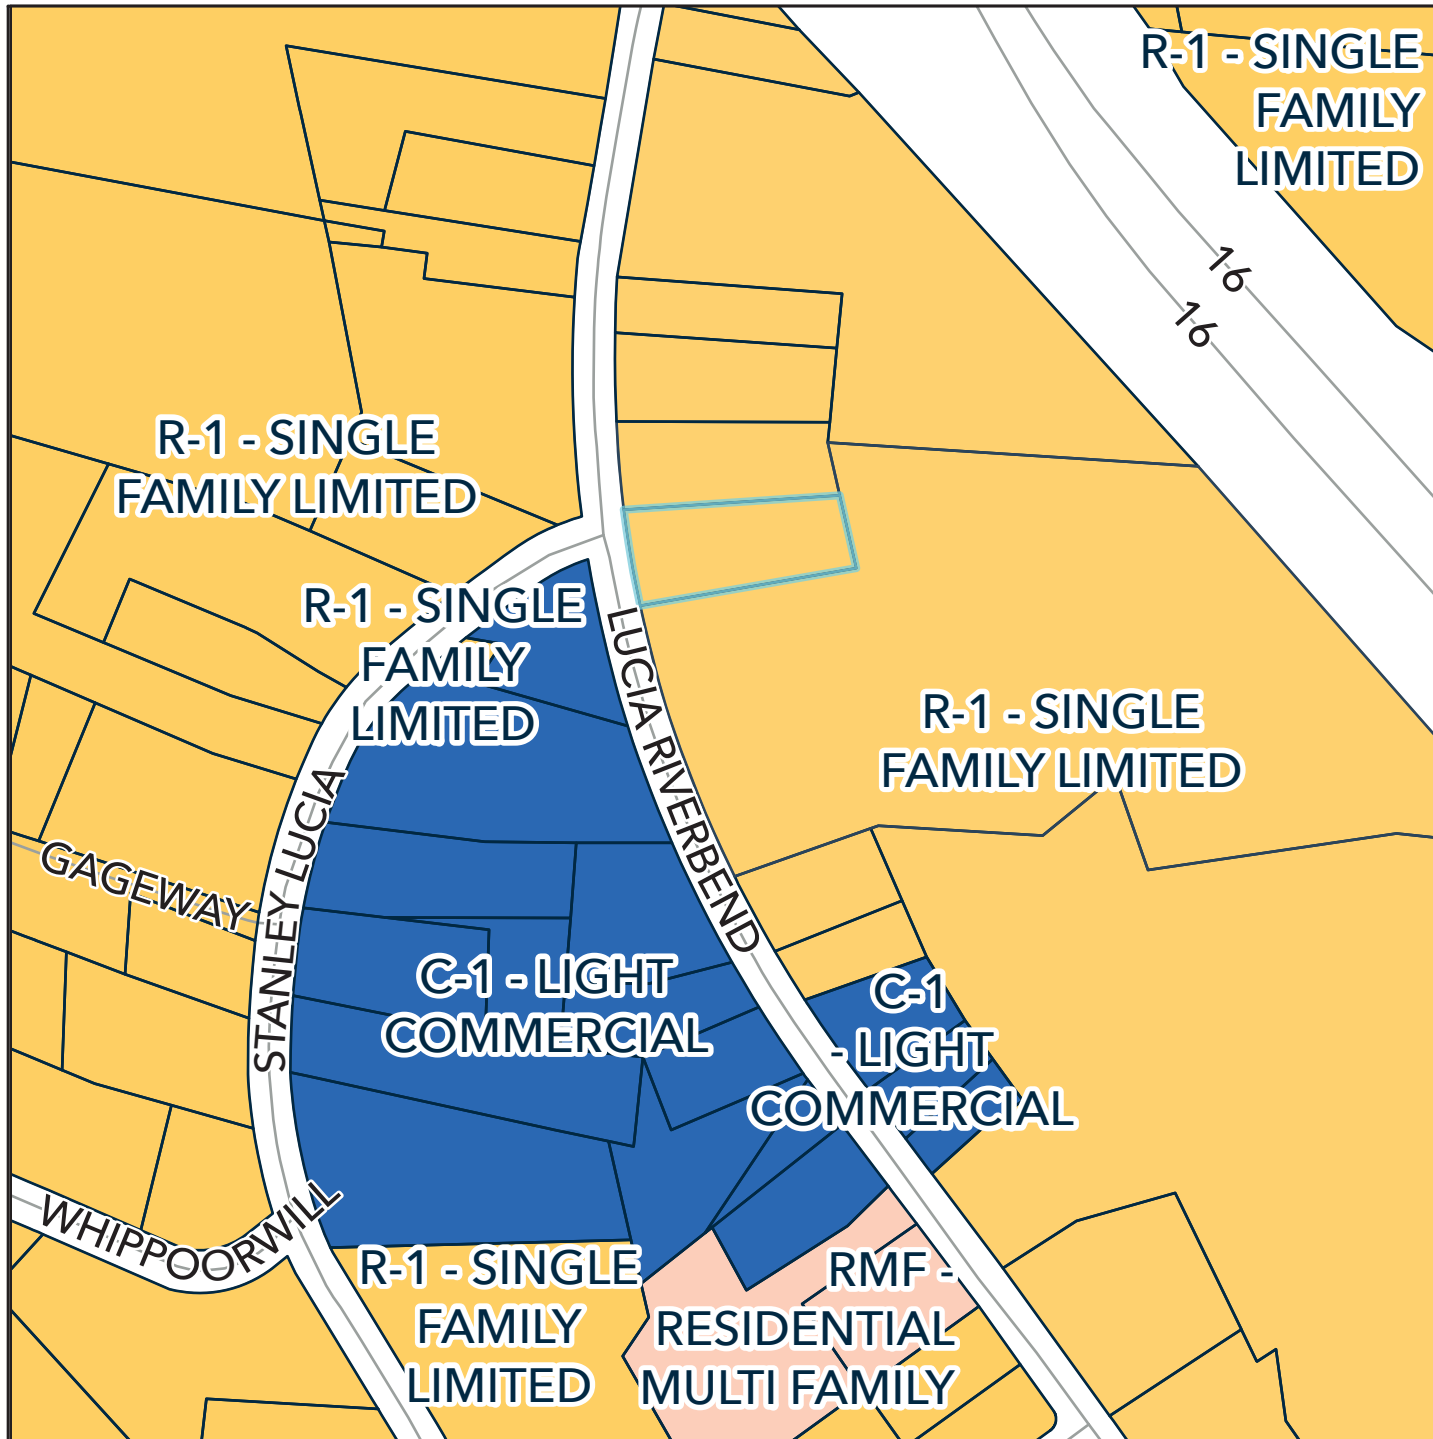 R-1 - SINGLE
FAMILY
LIMITED
16
16
R-1 - SINGLE
FAMILY LIMITED
R-1 - SINGLE
FAMILY
LIMITED
LUCIA RIVERBEND
R-1 - SINGLE
FAMILY LIMITED
STANLEY LUCIA
GAGEWAY
C-1 - LIGHT
COMMERCIAL
C-1
- LIGHT
COMMERCIAL
WHIPPOORWILL
R-1 - SINGLE
FAMILY
LIMITED
RMF -
RESIDENTIAL
MULTI FAMILY